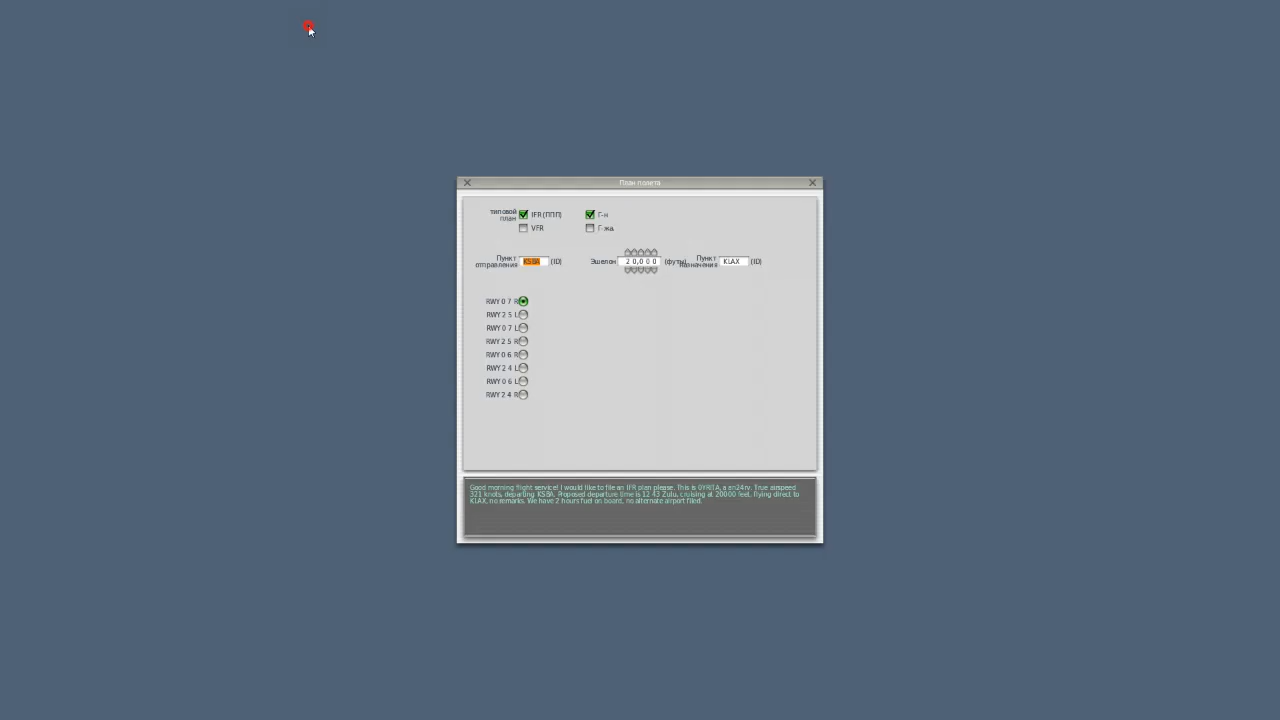 План полета
типовой план IFR (ППП) Г-н
VFR Г-жа
Пункт отправления KSBA (ID) Эшелон 20,000 (футы) Пункт назначения KLAX (ID)
RWY 0 7 R
RWY 2 5 L
RWY 0 7 L
RWY 2 5 R
RWY 0 6 R
RWY 2 4 L
RWY 0 6 L
RWY 2 4 R
Good morning flight service! I would like to file an IFR plan please. This is 0YRITA, a an24rv. True airspeed
321 knots, departing KSBA. Proposed departure time is 12 43 Zulu, cruising at 20000 feet, flying direct to
KLAX, no remarks. We have 2 hours fuel on board, no alternate airport filed.